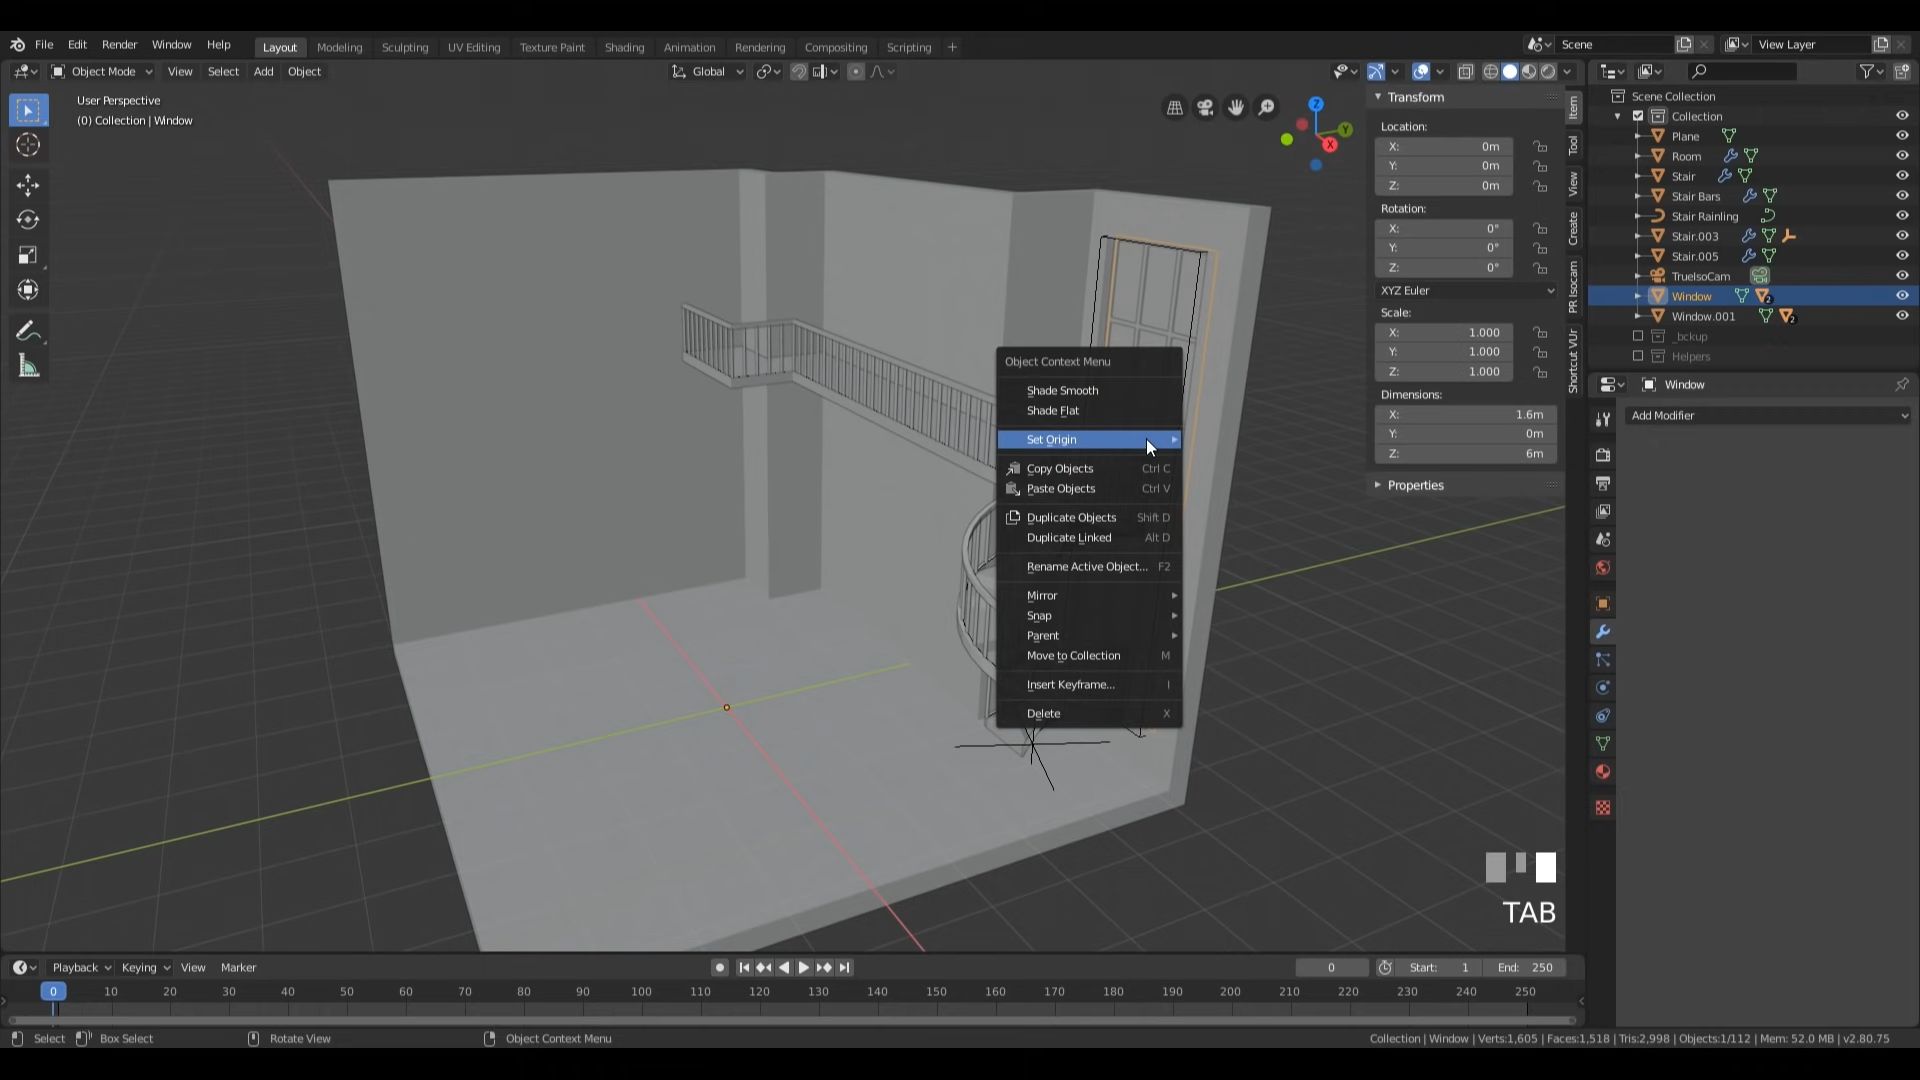 File Edit Render Window Help
Layout Modeling Sculpting UV Editing Texture Paint Shading Animation Rendering Compositing Scripting +
Scene
View Layer
Object Mode View Select Add Object
Global
User Perspective
(0) Collection | Window
Z
Y
X
Transform
Location:
X: 0m
Y: 0m
Z: 0m
Rotation:
X: 0°
Y: 0°
Z: 0°
XYZ Euler
Scale:
X: 1.000
Y: 1.000
Z: 1.000
Dimensions:
X: 1.6m
Y: 0m
Z: 6m
Properties
Item
Tool
View
Create
PR Isocam
Shortcut VUr
Scene Collection
Collection
Plane
Room
Stair
Stair Bars
Stair Rainling
Stair.003
Stair.005
TrueIsoCam
Window 2
Window.001 2
_bckup
Helpers
Window
Add Modifier
Object Context Menu
Shade Smooth
Shade Flat
Set Origin
Copy Objects Ctrl C
Paste Objects Ctrl V
Duplicate Objects Shift D
Duplicate Linked Alt D
Rename Active Object... F2
Mirror
Snap
Parent
Move to Collection M
Insert Keyframe... I
Delete X
TAB
Playback Keying View Marker
0 Start: 1 End: 250
0 10 20 30 40 50 60 70 80 90 100 110 120 130 140 150 160 170 180 190 200 210 220 230 240 250
Select Box Select Rotate View Object Context Menu
Collection | Window | Verts:1,605 | Faces:1,518 | Tris:2,998 | Objects:1/112 | Mem: 52.0 MB | v2.80.75